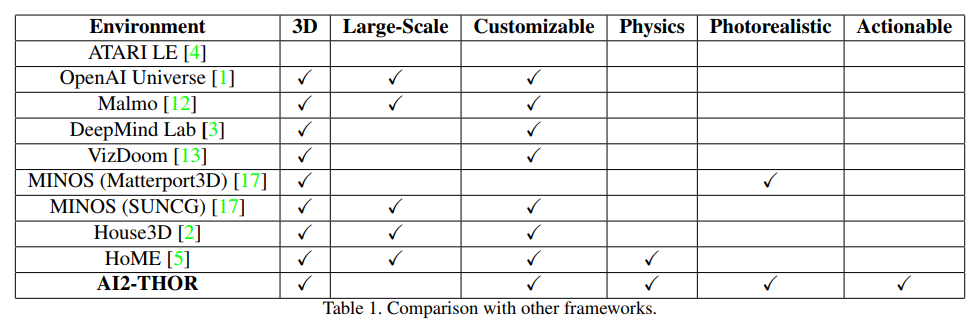 Environment 3D Large-Scale Customizable Physics Photorealistic Actionable
ATARI LE [4]
OpenAI Universe [1] ✓ ✓ ✓
Malmo [12] ✓ ✓ ✓
DeepMind Lab [3] ✓ ✓
VizDoom [13] ✓ ✓
MINOS (Matterport3D) [17] ✓ ✓
MINOS (SUNCG) [17] ✓ ✓ ✓
House3D [2] ✓ ✓ ✓
HoME [5] ✓ ✓ ✓ ✓
AI2-THOR ✓ ✓ ✓ ✓ ✓
Table 1. Comparison with other frameworks.